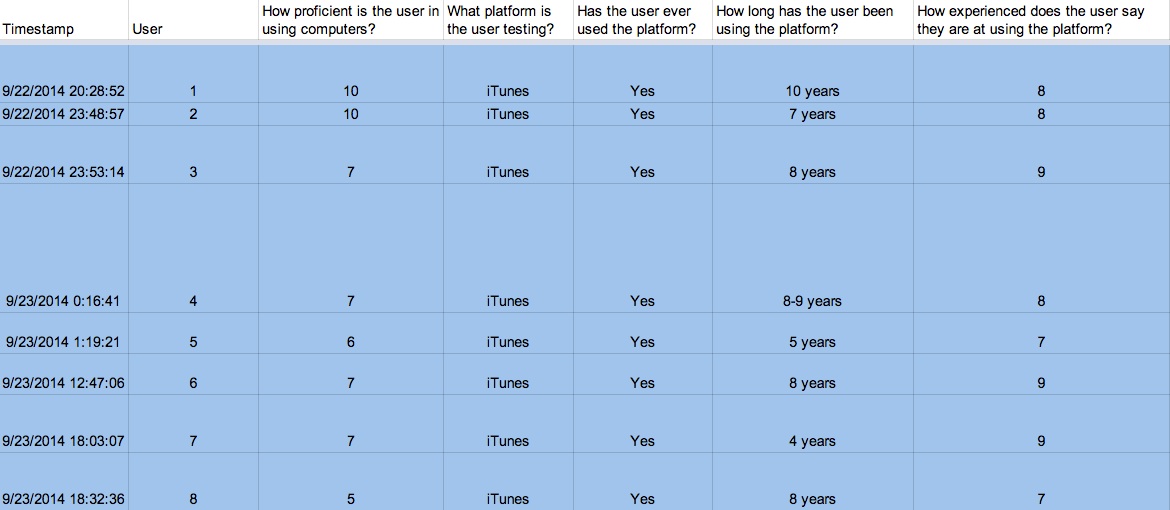 Timestamp User How proficient is the user in using computers? What platform is the user testing? Has the user ever used the platform? How long has the user been using the platform? How experienced does the user say they are at using the platform?
9/22/2014 20:28:52 1 10 iTunes Yes 10 years 8
9/22/2014 23:48:57 2 10 iTunes Yes 7 years 8
9/22/2014 23:53:14 3 7 iTunes Yes 8 years 9
9/23/2014 0:16:41 4 7 iTunes Yes 8-9 years 8
9/23/2014 1:19:21 5 6 iTunes Yes 5 years 7
9/23/2014 12:47:06 6 7 iTunes Yes 8 years 9
9/23/2014 18:03:07 7 7 iTunes Yes 4 years 9
9/23/2014 18:32:36 8 5 iTunes Yes 8 years 7